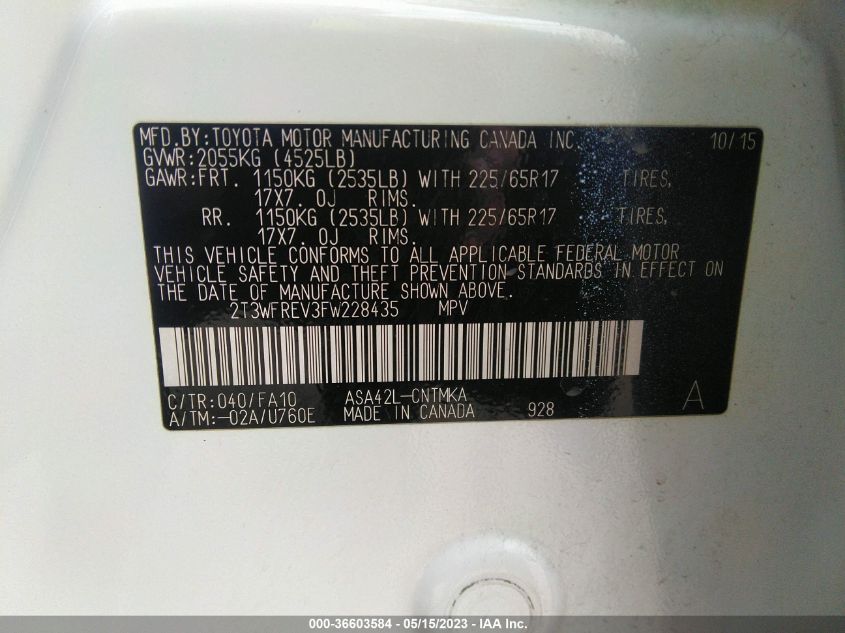 MFD.BY:TOYOTA MOTOR MANUFACTURING CANADA INC. 10/15
GVWR:2055KG (4525LB)
GAWR:FRT. 1150KG (2535LB) WITH 225/65R17 TIRES,
17X7. 0J RIMS.
RR. 1150KG (2535LB) WITH 225/65R17 TIRES,
17X7. 0J RIMS.
THIS VEHICLE CONFORMS TO ALL APPLICABLE FEDERAL MOTOR
VEHICLE SAFETY AND THEFT PREVENTION STANDARDS IN EFFECT ON
THE DATE OF MANUFACTURE SHOWN ABOVE.
2T3WFREV3FW228435 MPV
C/TR:040/FA10 ASA42L-CNTMKA A
A/TM:-02A/U760E MADE IN CANADA 928
000-36603584 - 05/15/2023 - © IAA Inc.